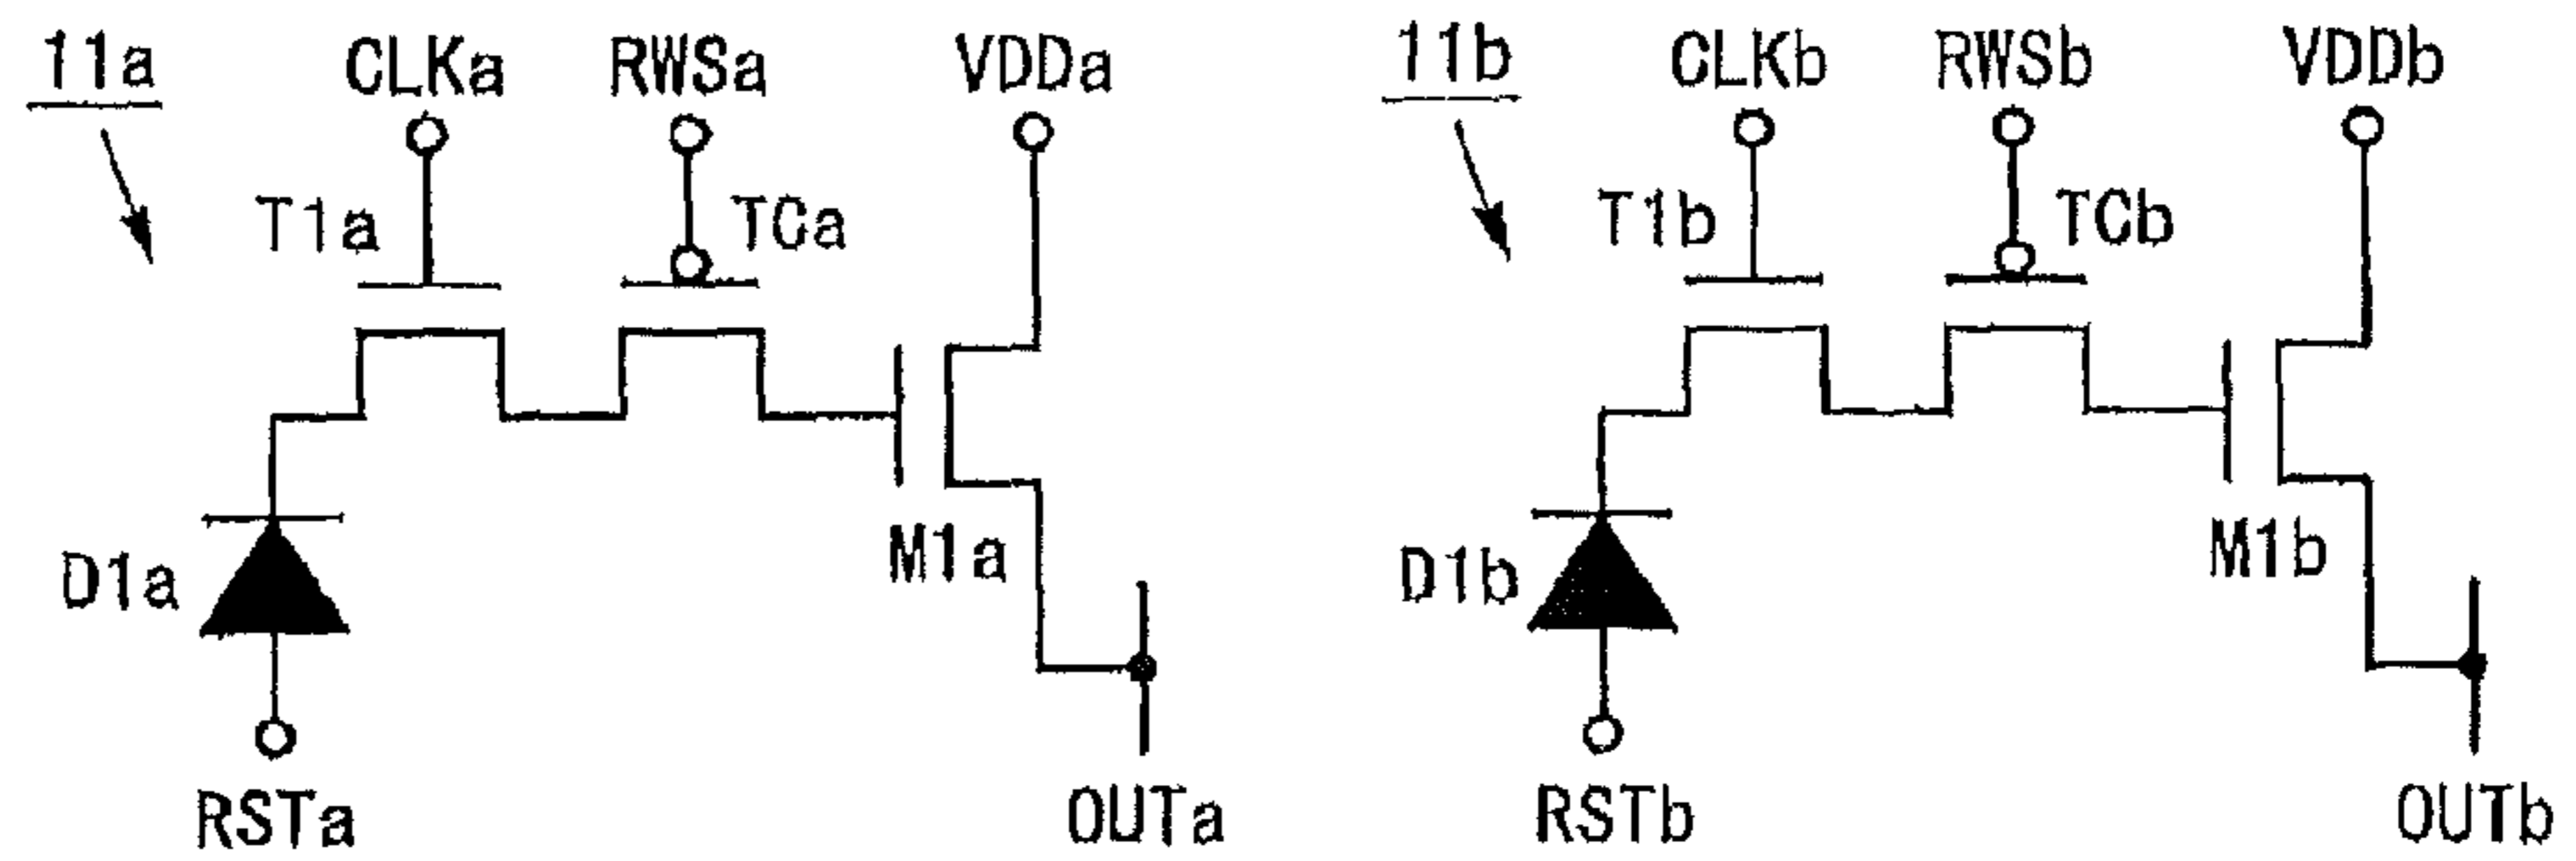 11a
CLKa
RWSa
VDDa
T1a
TCa
D1a
M1a
RSTa
OUTa
11b
CLKb
RWSb
VDDb
T1b
TCb
D1b
M1b
RSTb
OUTb